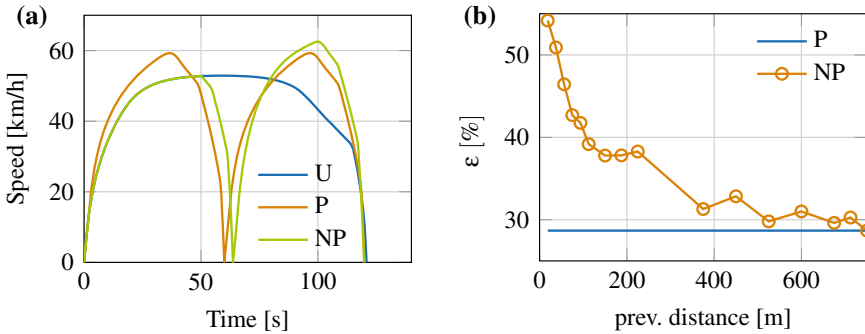 (a)
Speed [km/h]
60
40
20
0
U
P
NP
0
50
100
Time [s]
(b)
ε [%]
50
40
30
P
NP
0
200
400
600
prev. distance [m]